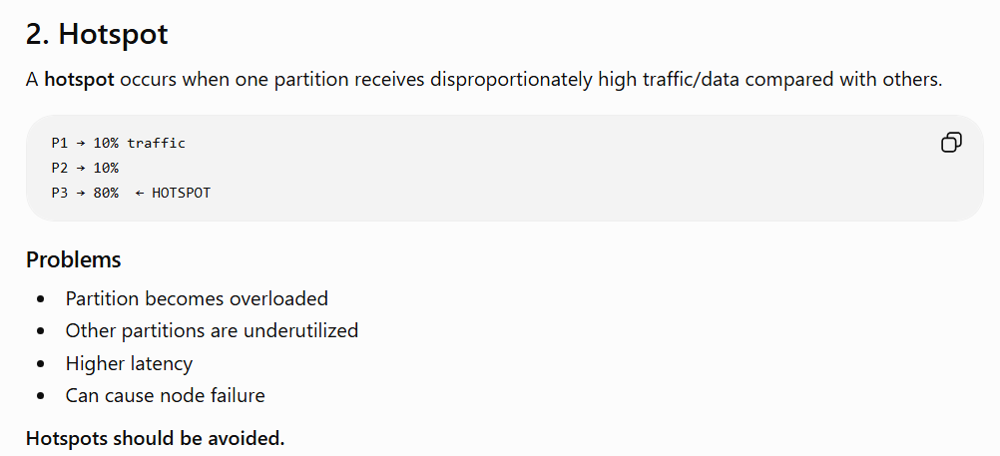 2. Hotspot
A hotspot occurs when one partition receives disproportionately high traffic/data compared with others.
P1 → 10% traffic
P2 → 10%
P3 → 80%  ← HOTSPOT
Problems
• Partition becomes overloaded
• Other partitions are underutilized
• Higher latency
• Can cause node failure
Hotspots should be avoided.